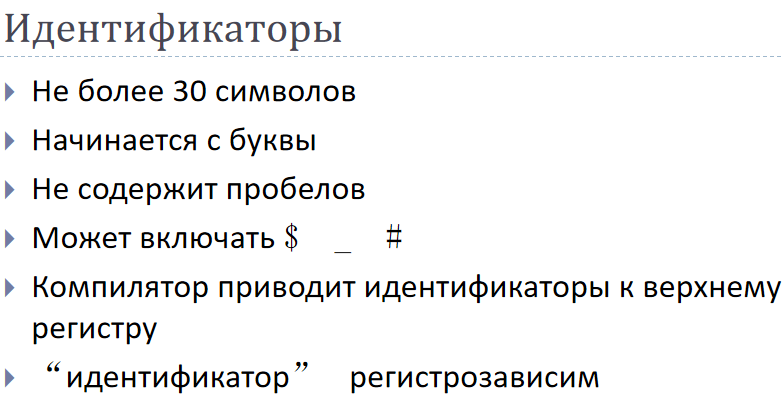 Идентификаторы
Не более 30 символов
Начинается с буквы
Не содержит пробелов
Может включать $ _ #
Компилятор приводит идентификаторы к верхнему
регистру
“идентификатор” регистрозависим